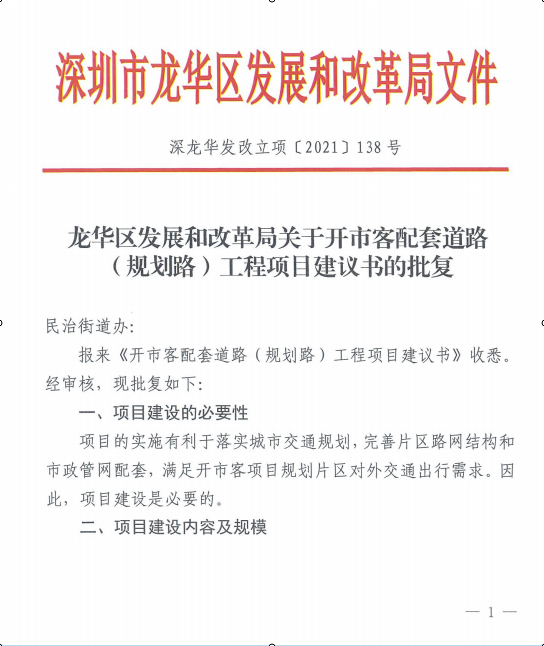 深圳市龙华区发展和改革局文件
深龙华发改立项〔2021〕138号
龙华区发展和改革局关于开市客配套道路
（规划路）工程项目建议书的批复
民治街道办：
报来《开市客配套道路（规划路）工程项目建议书》收悉。
经审核，现批复如下：
一、项目建设的必要性
项目的实施有利于落实城市交通规划，完善片区路网结构和
市政管网配套，满足开市客项目规划片区对外交通出行需求。因
此，项目建设是必要的。
二、项目建设内容及规模
— 1 —